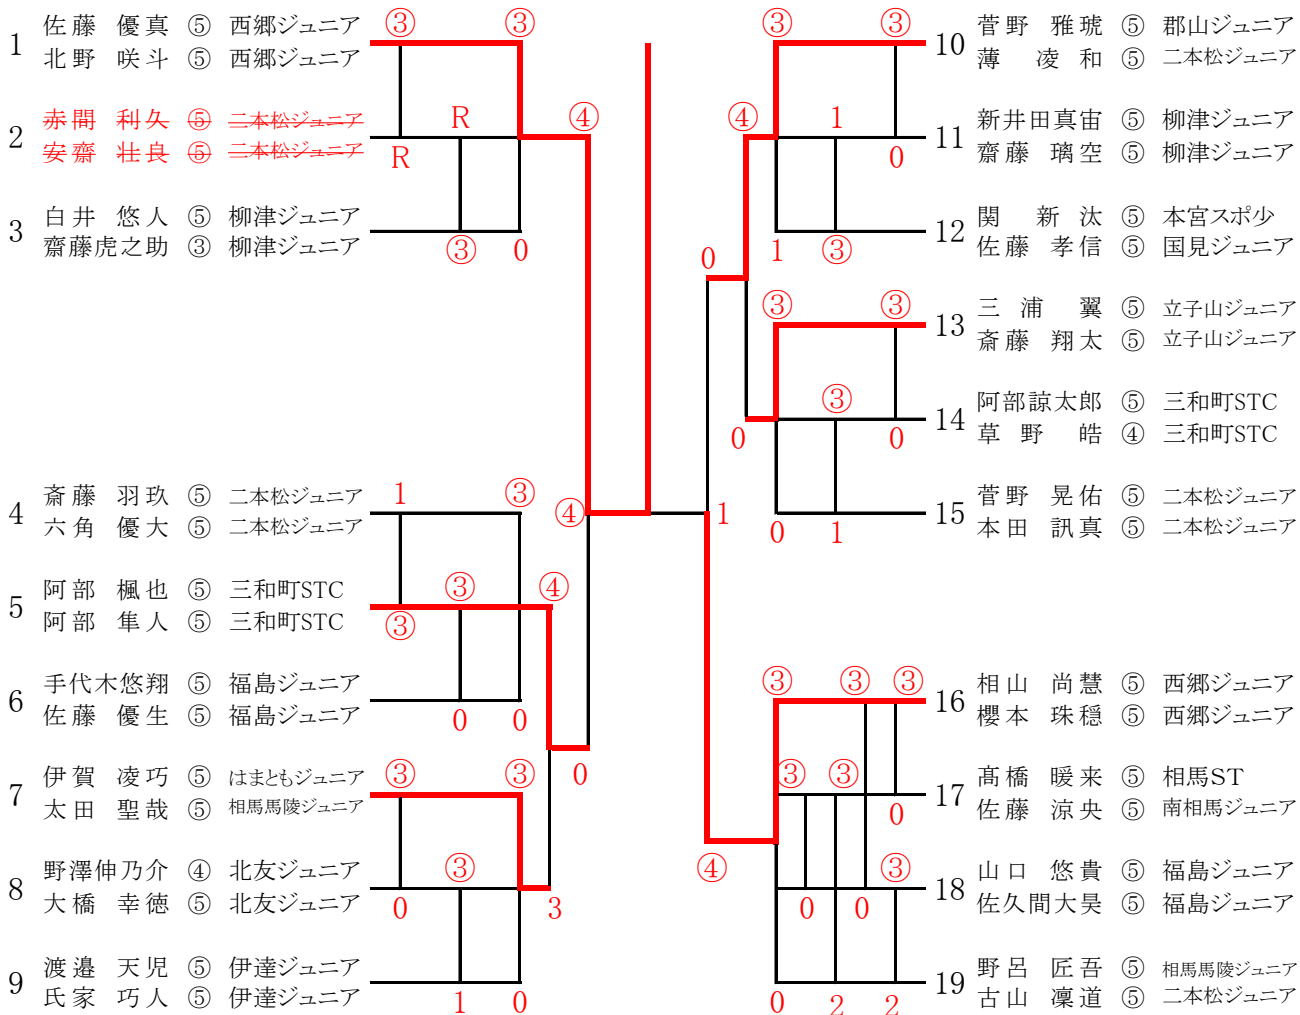 1
佐藤 優真 ⑤ 西郷ジュニア
北野 咲斗 ⑤ 西郷ジュニア
③ ③
2
赤間 利久 ⑤ 二本松ジュニア
安齋 壮良 ⑤ 二本松ジュニア
R ④
R
3
白井 悠人 ⑤ 柳津ジュニア
齋藤虎之助 ③ 柳津ジュニア
③ 0
4
斎藤 羽玖 ⑤ 二本松ジュニア
六角 優大 ⑤ 二本松ジュニア
1 ③ ④
5
阿部 楓也 ⑤ 三和町STC
阿部 隼人 ⑤ 三和町STC
③ ④
③
6
手代木悠翔 ⑤ 福島ジュニア
佐藤 優生 ⑤ 福島ジュニア
0 0
7
伊賀 凌巧 ⑤ はまともジュニア
太田 聖哉 ⑤ 相馬馬陵ジュニア
③ ③ 0
8
野澤伸乃介 ④ 北友ジュニア
大橋 幸徳 ⑤ 北友ジュニア
③
0 3
9
渡邉 天児 ⑤ 伊達ジュニア
氏家 巧人 ⑤ 伊達ジュニア
1 0
③ ③
10
菅野 雅琥 ⑤ 郡山ジュニア
薄 凌和 ⑤ 二本松ジュニア
④ 1
0
11
新井田真宙 ⑤ 柳津ジュニア
齋藤 璃空 ⑤ 柳津ジュニア
0 1 ③
12
関 新汰 ⑤ 本宮スポ少
佐藤 孝信 ⑤ 国見ジュニア
③ ③
13
三浦 翼 ⑤ 立子山ジュニア
斎藤 翔太 ⑤ 立子山ジュニア
③
0 0
14
阿部諒太郎 ⑤ 三和町STC
草野 皓 ④ 三和町STC
1 0 1
15
菅野 晃佑 ⑤ 二本松ジュニア
本田 訊真 ⑤ 二本松ジュニア
③ ③ ③
16
相山 尚慧 ⑤ 西郷ジュニア
櫻本 珠穏 ⑤ 西郷ジュニア
③ ③
0
17
髙橋 暖来 ⑤ 相馬ST
佐藤 涼央 ⑤ 南相馬ジュニア
④ ③
0 0
18
山口 悠貴 ⑤ 福島ジュニア
佐久間大昊 ⑤ 福島ジュニア
0 2 2
19
野呂 匠吾 ⑤ 相馬馬陵ジュニア
古山 凜道 ⑤ 二本松ジュニア